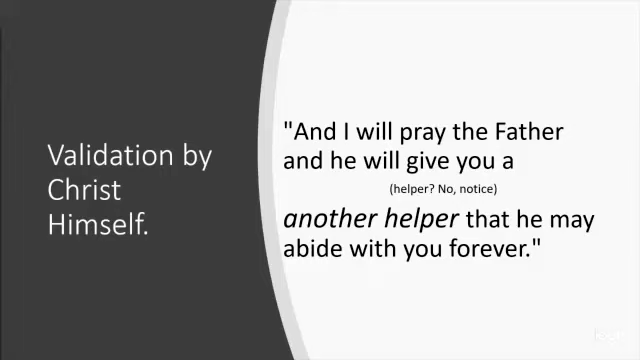 Validation by
Christ
Himself.
"And I will pray the Father
and he will give you a
(helper? No, notice)
another helper that he may
abide with you forever."